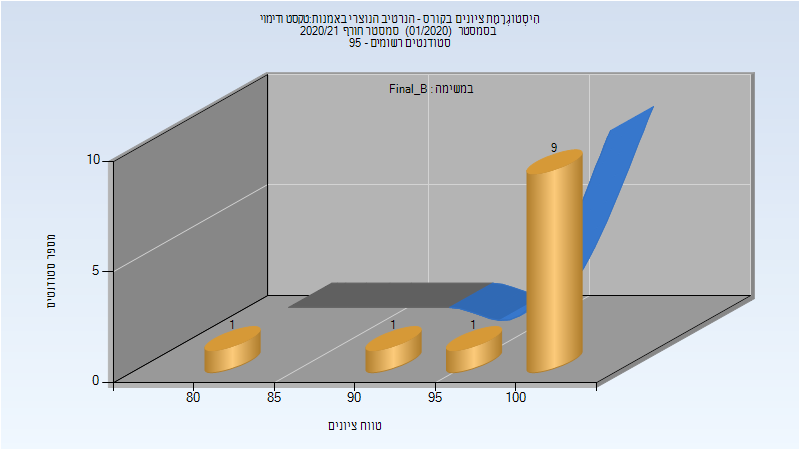 היסטוגרמת ציונים בקורס - הנרטיב הנוצרי באמנות:טקסט ודימוי
בסמסטר (01/2020) סמסטר חורף 2020/21
סטודנטים רשומים - 95
במשימה : Final_B
מספר סטודנטים
10
5
0
9
1
1
1
80
85
90
95
100
טווח ציונים